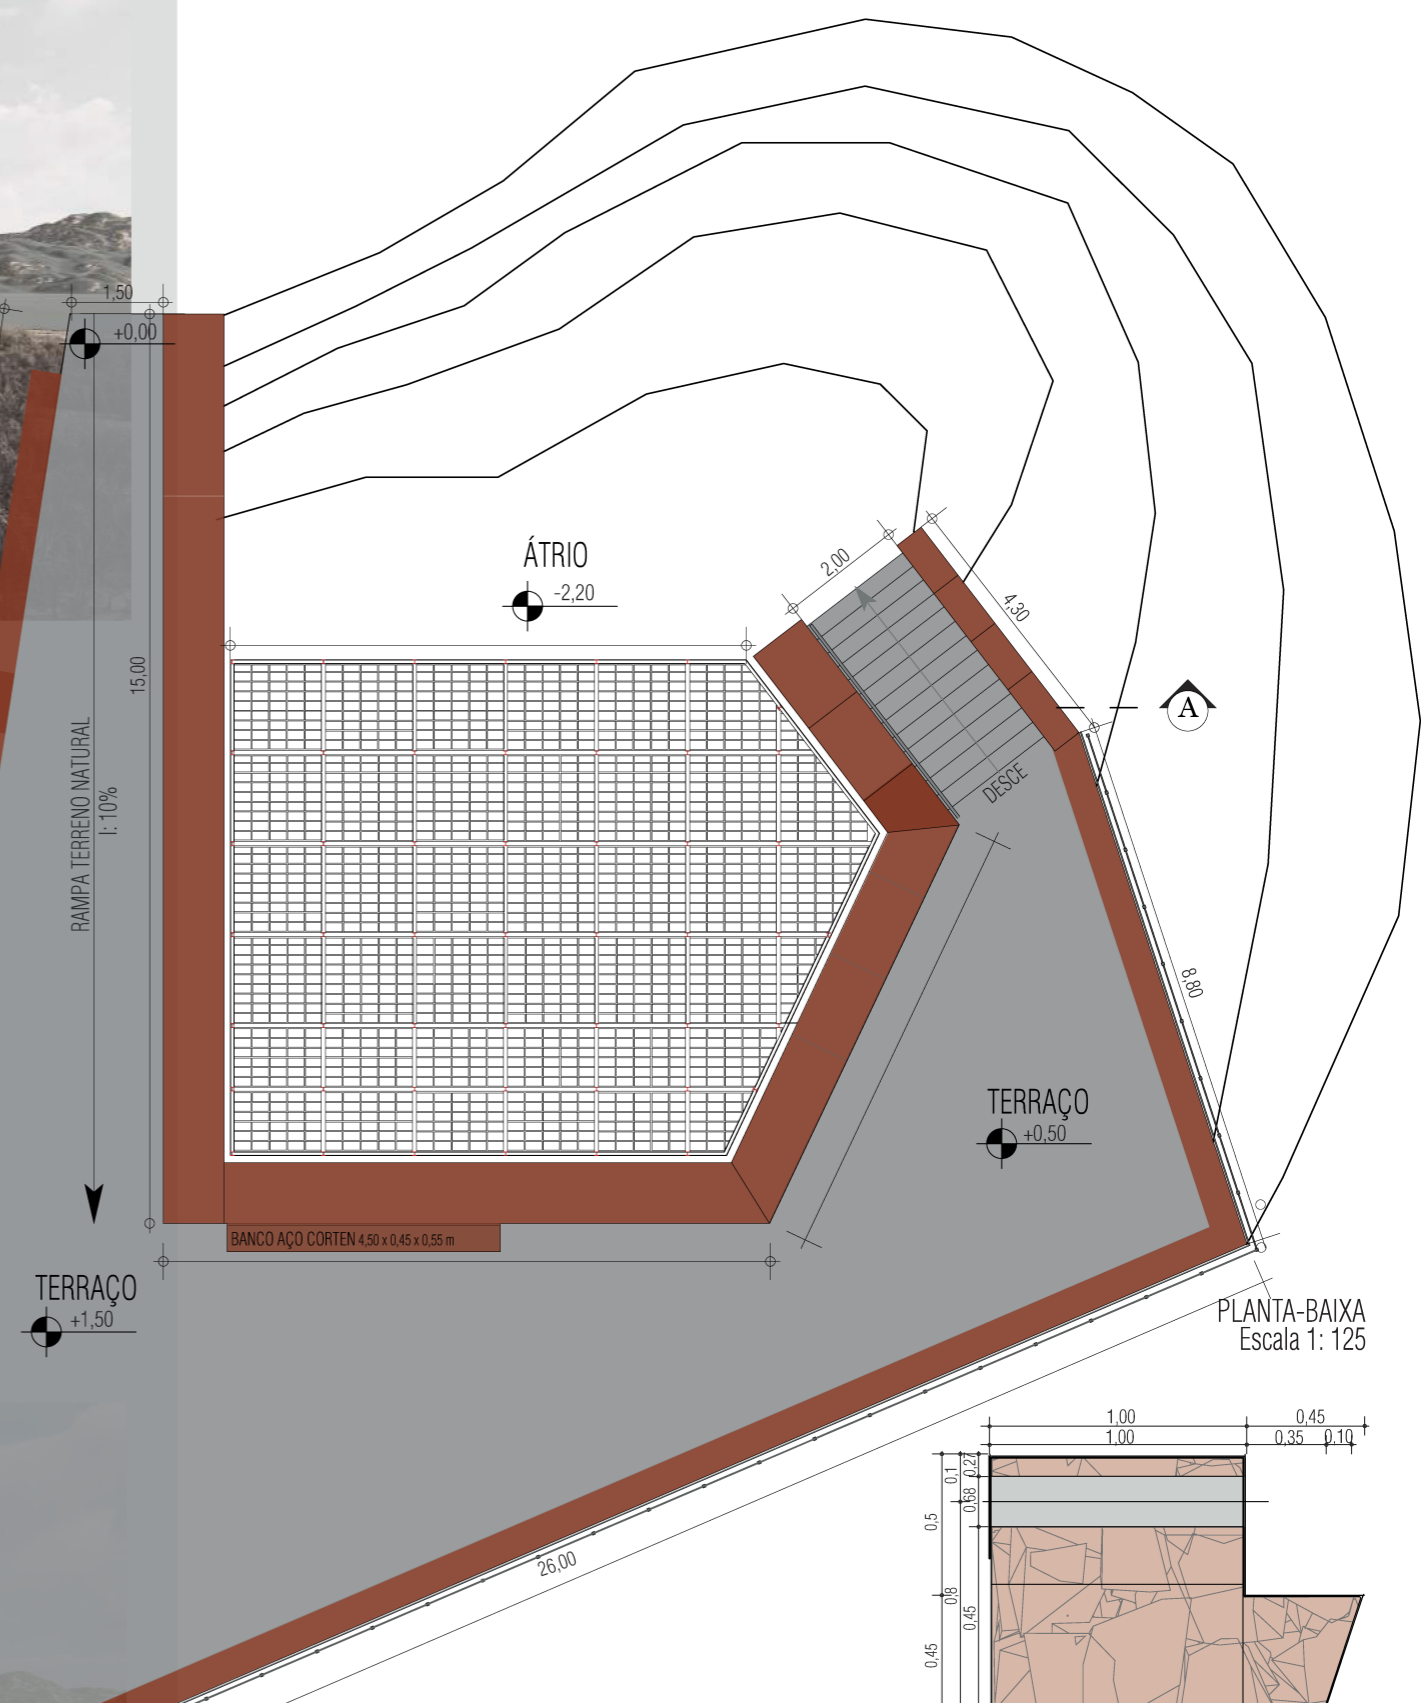 1,50
+0,00
ÁTRIO
-2,20
2,00
4,30
15,00
A
RAMPA TERRENO NATURAL
I: 10%
DESCE
8,80
TERRAÇO
+0,50
BANCO AÇO CORTEN 4,50 x 0,45 x 0,55 m
TERRAÇO
+1,50
PLANTA-BAIXA
Escala 1: 125
26,00
1,00
0,45
1,00
0,35
0,10
0,1
0,27
0,68
0,5
0,8
0,45
0,45